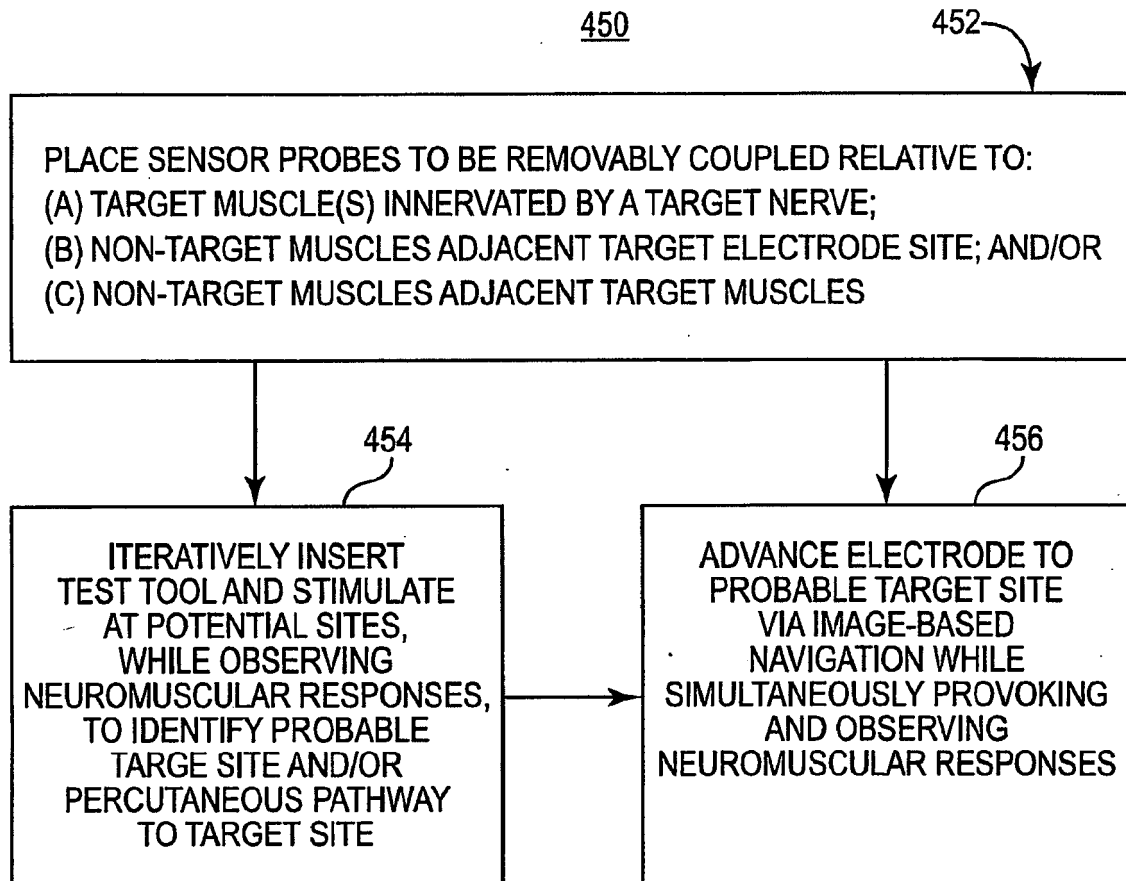 450
452
PLACE SENSOR PROBES TO BE REMOVABLY COUPLED RELATIVE TO:
(A) TARGET MUSCLE(S) INNERVATED BY A TARGET NERVE;
(B) NON-TARGET MUSCLES ADJACENT TARGET ELECTRODE SITE; AND/OR
(C) NON-TARGET MUSCLES ADJACENT TARGET MUSCLES
454
ITERATIVELY INSERT
TEST TOOL AND STIMULATE
AT POTENTIAL SITES,
WHILE OBSERVING
NEUROMUSCULAR RESPONSES,
TO IDENTIFY PROBABLE
TARGE SITE AND/OR
PERCUTANEOUS PATHWAY
TO TARGET SITE
456
ADVANCE ELECTRODE TO
PROBABLE TARGET SITE
VIA IMAGE-BASED
NAVIGATION WHILE
SIMULTANEOUSLY PROVOKING
AND OBSERVING
NEUROMUSCULAR RESPONSES